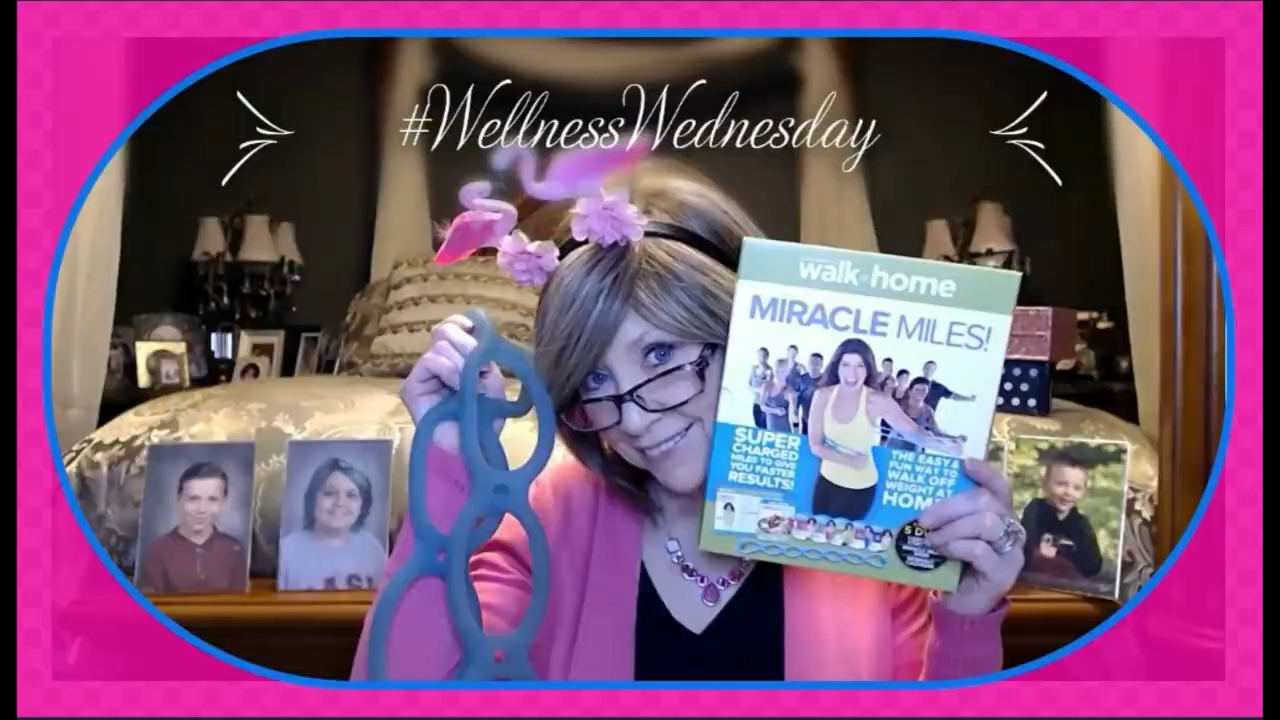 #WellnessWednesday
walk at home
MIRACLE MILES!
SUPER
CHARGED
MILES TO GIVE
YOU FASTER
RESULTS!
THE EASY &
FUN WAY TO
WALK OFF
WEIGHT AT
HOME
5 D